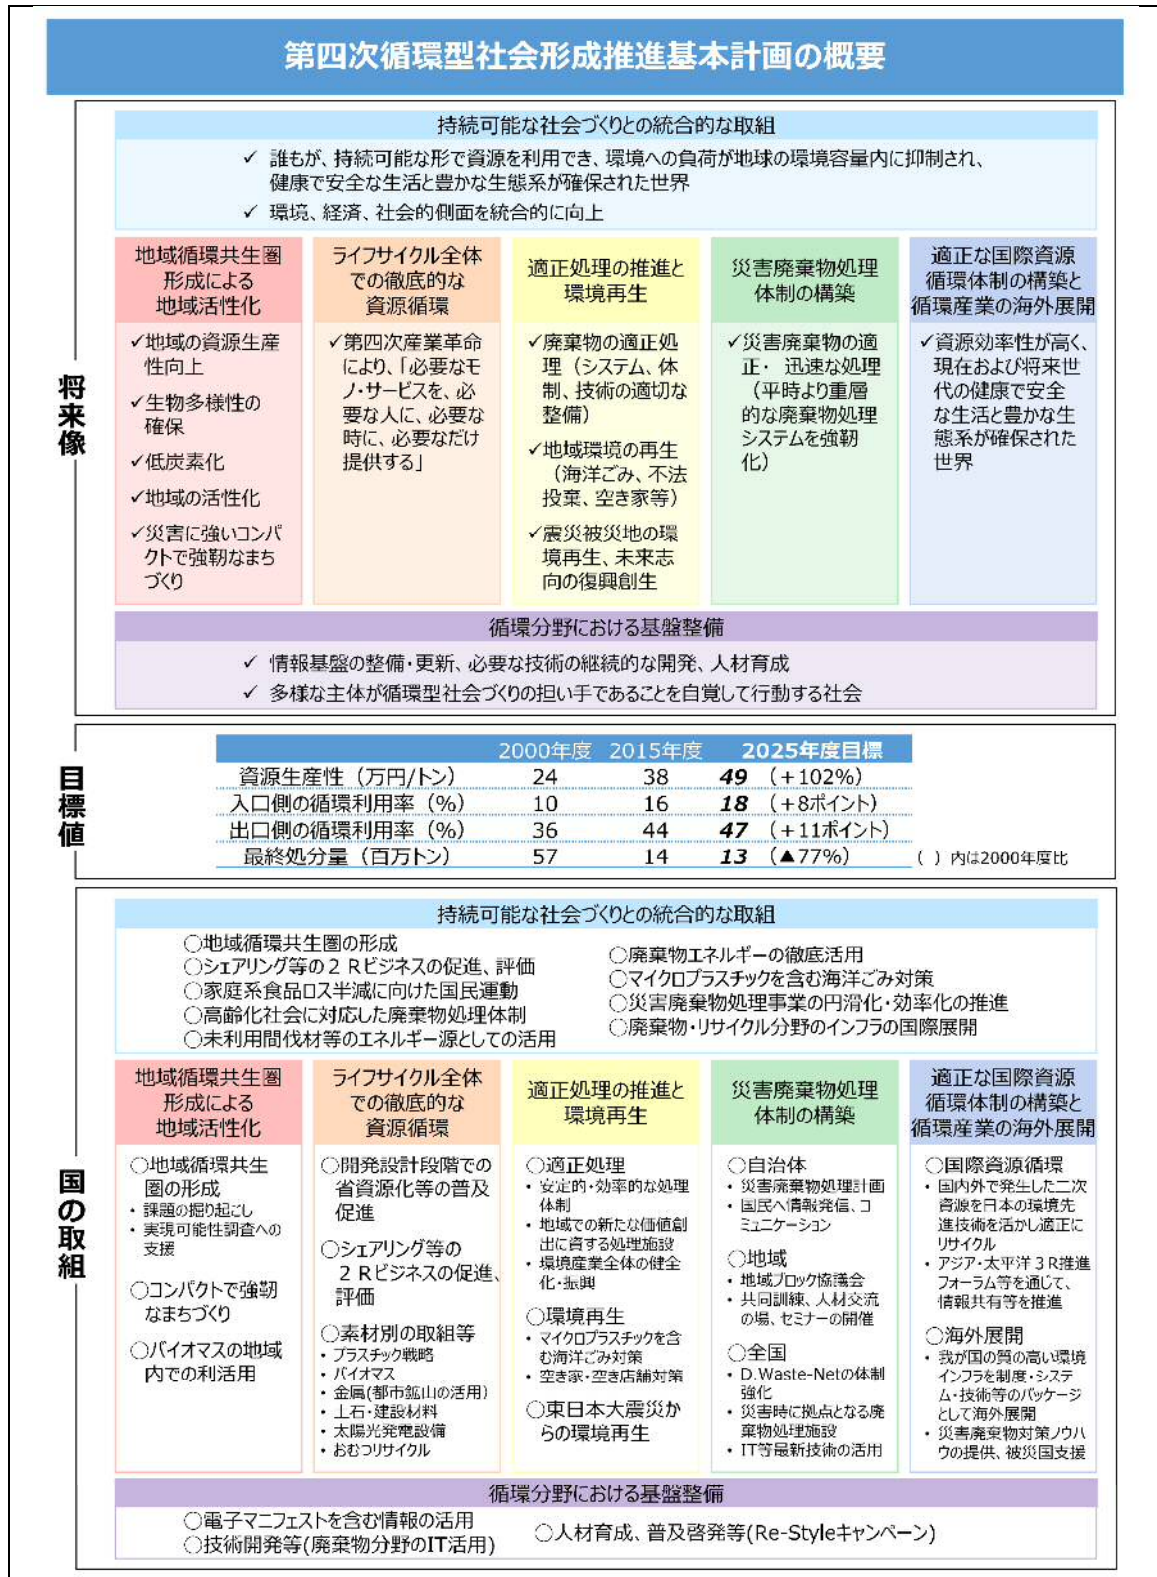 第四次循環型社会形成推進基本計画の概要
将来像
持続可能な社会づくりとの統合的な取組
✓ 誰もが、持続可能な形で資源を利用でき、環境への負荷が地球の環境容量内に抑制され、
健康で安全な生活と豊かな生態系が確保された世界
✓ 環境、経済、社会的側面を統合的に向上
地域循環共生圏
形成による
地域活性化
✓地域の資源生産
性向上
✓生物多様性の
確保
✓低炭素化
✓地域の活性化
✓災害に強いコンパ
クトで強靭なまち
づくり
ライフサイクル全体
での徹底的な
資源循環
✓第四次産業革命
により、「必要なモ
ノ・サービスを、必
要な人に、必要な
時に、必要なだけ
提供する」
適正処理の推進と
環境再生
✓廃棄物の適正処
理（システム、体
制、技術の適切な
整備）
✓地域環境の再生
（海洋ごみ、不法
投棄、空き家等）
✓震災被災地の環
境再生、未来志
向の復興創生
災害廃棄物処理
体制の構築
✓災害廃棄物の適
正・ 迅速な処理
（平時より重層
的な廃棄物処理
システムを強靭
化）
適正な国際資源
循環体制の構築と
循環産業の海外展開
✓資源効率性が高く、
現在および将来世
代の健康で安全
な生活と豊かな生
態系が確保された
世界
循環分野における基盤整備
✓ 情報基盤の整備・更新、必要な技術の継続的な開発、人材育成
✓ 多様な主体が循環型社会づくりの担い手であることを自覚して行動する社会
目標値
2000年度 2015年度 2025年度目標
資源生産性（万円/トン） 24 38 49 （＋102%）
入口側の循環利用率（%） 10 16 18 （＋8ポイント）
出口側の循環利用率（%） 36 44 47 （＋11ポイント）
最終処分量（百万トン） 57 14 13 （▲77%） （ ）内は2000年度比
国の取組
持続可能な社会づくりとの統合的な取組
○地域循環共生圏の形成
○シェアリング等の２Ｒビジネスの促進、評価
○家庭系食品ロス半減に向けた国民運動
○高齢化社会に対応した廃棄物処理体制
○未利用間伐材等のエネルギー源としての活用
○廃棄物エネルギーの徹底活用
○マイクロプラスチックを含む海洋ごみ対策
○災害廃棄物処理事業の円滑化・効率化の推進
○廃棄物・リサイクル分野のインフラの国際展開
地域循環共生圏
形成による
地域活性化
○地域循環共生
圏の形成
• 課題の掘り起こし
• 実現可能性調査への
支援
○コンパクトで強靭
なまちづくり
○バイオマスの地域
内での利活用
ライフサイクル全体
での徹底的な
資源循環
○開発設計段階での
省資源化等の普及
促進
○シェアリング等の
２Ｒビジネスの促進、
評価
○素材別の取組等
• プラスチック戦略
• バイオマス
• 金属(都市鉱山の活用)
• 土石・建設材料
• 太陽光発電設備
• おむつリサイクル
適正処理の推進と
環境再生
○適正処理
• 安定的・効率的な処理
体制
• 地域での新たな価値創
出に資する処理施設
• 環境産業全体の健全
化・振興
○環境再生
• マイクロプラスチックを含
む海洋ごみ対策
• 空き家・空き店舗対策
○東日本大震災か
らの環境再生
災害廃棄物処理
体制の構築
○自治体
• 災害廃棄物処理計画
• 国民へ情報発信、コ
ミュニケーション
○地域
• 地域ブロック協議会
• 共同訓練、人材交流
の場、セミナーの開催
○全国
• D.Waste-Netの体制
強化
• 災害時に拠点となる廃
棄物処理施設
• IT等最新技術の活用
適正な国際資源
循環体制の構築と
循環産業の海外展開
○国際資源循環
• 国内外で発生した二次
資源を日本の環境先
進技術を活かし適正に
リサイクル
• アジア・太平洋３Ｒ推進
フォーラム等を通じて、
情報共有等を推進
○海外展開
• 我が国の質の高い環境
インフラを制度・システ
ム・技術等のパッケージ
として海外展開
• 災害廃棄物対策ノウハ
ウの提供、被災国支援
循環分野における基盤整備
○電子マニフェストを含む情報の活用
○技術開発等(廃棄物分野のIT活用)
○人材育成、普及啓発等(Re-Styleキャンペーン)